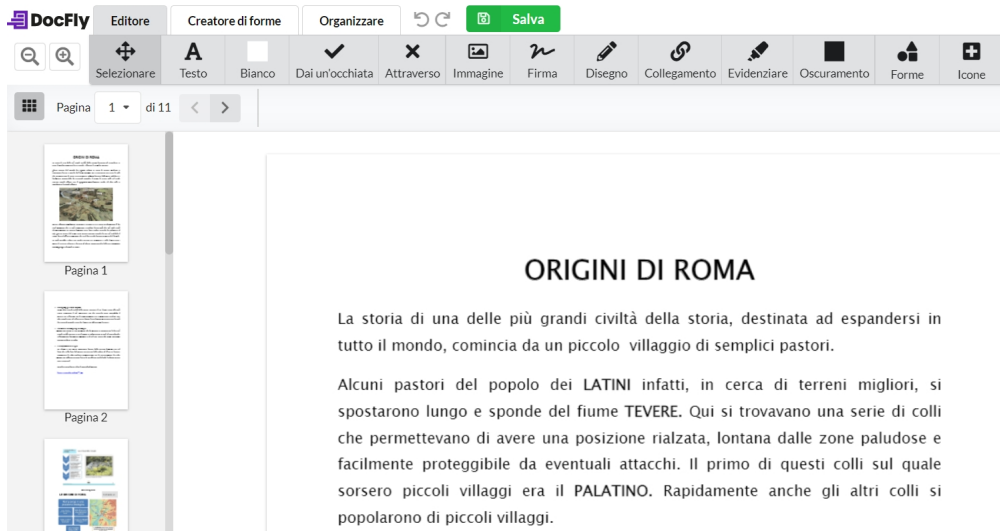 DocFly
Editore
Creatore di forme
Organizzare
Salva
Selezionare
Testo
Bianco
Dai un'occhiata
Attraverso
Immagine
Firma
Disegno
Collegamento
Evidenziare
Oscuramento
Forme
Icone
Pagina 1 di 11
Pagina 1
Pagina 2
ORIGINI DI ROMA
La storia di una delle più grandi civiltà della storia, destinata ad espandersi in
tutto il mondo, comincia da un piccolo villaggio di semplici pastori.
Alcuni pastori del popolo dei LATINI infatti, in cerca di terreni migliori, si
spostarono lungo e sponde del fiume TEVERE. Qui si trovavano una serie di colli
che permettevano di avere una posizione rialzata, lontana dalle zone paludose e
facilmente proteggibile da eventuali attacchi. Il primo di questi colli sul quale
sorsero piccoli villaggi era il PALATINO. Rapidamente anche gli altri colli si
popolarono di piccoli villaggi.